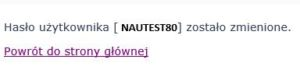 Hasło użytkownika [ NAUTEST80] zostało zmienione.
Powrót do strony głównej